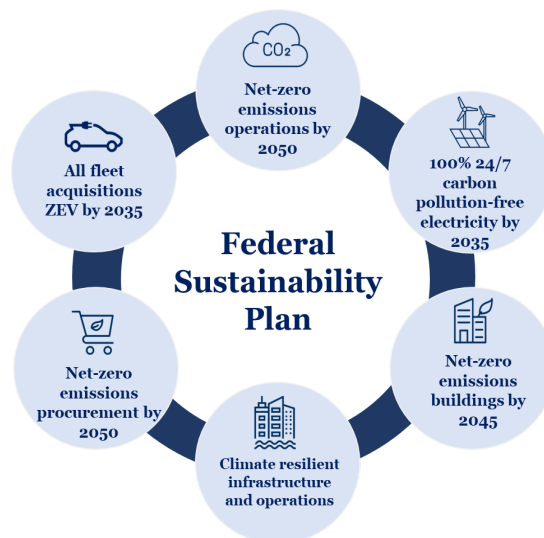 CO₂
Net-zero
emissions
operations by
2050
100% 24/7
carbon
pollution-free
electricity by
2035
Net-zero
emissions
buildings by
2045
Climate resilient
infrastructure
and operations
Net-zero
emissions
procurement by
2050
All fleet
acquisitions
ZEV by 2035
Federal
Sustainability
Plan